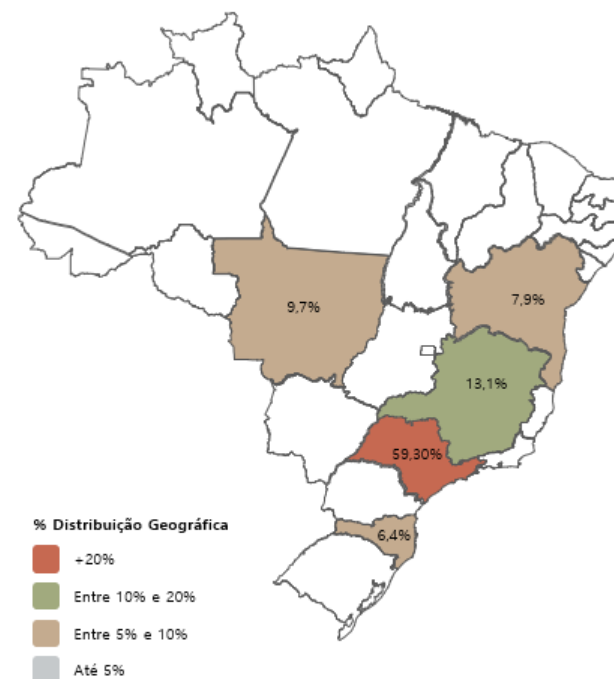 9,7%
7,9%
13,1%
59,30%
6,4%
% Distribuição Geográfica
+20%
Entre 10% e 20%
Entre 5% e 10%
Até 5%